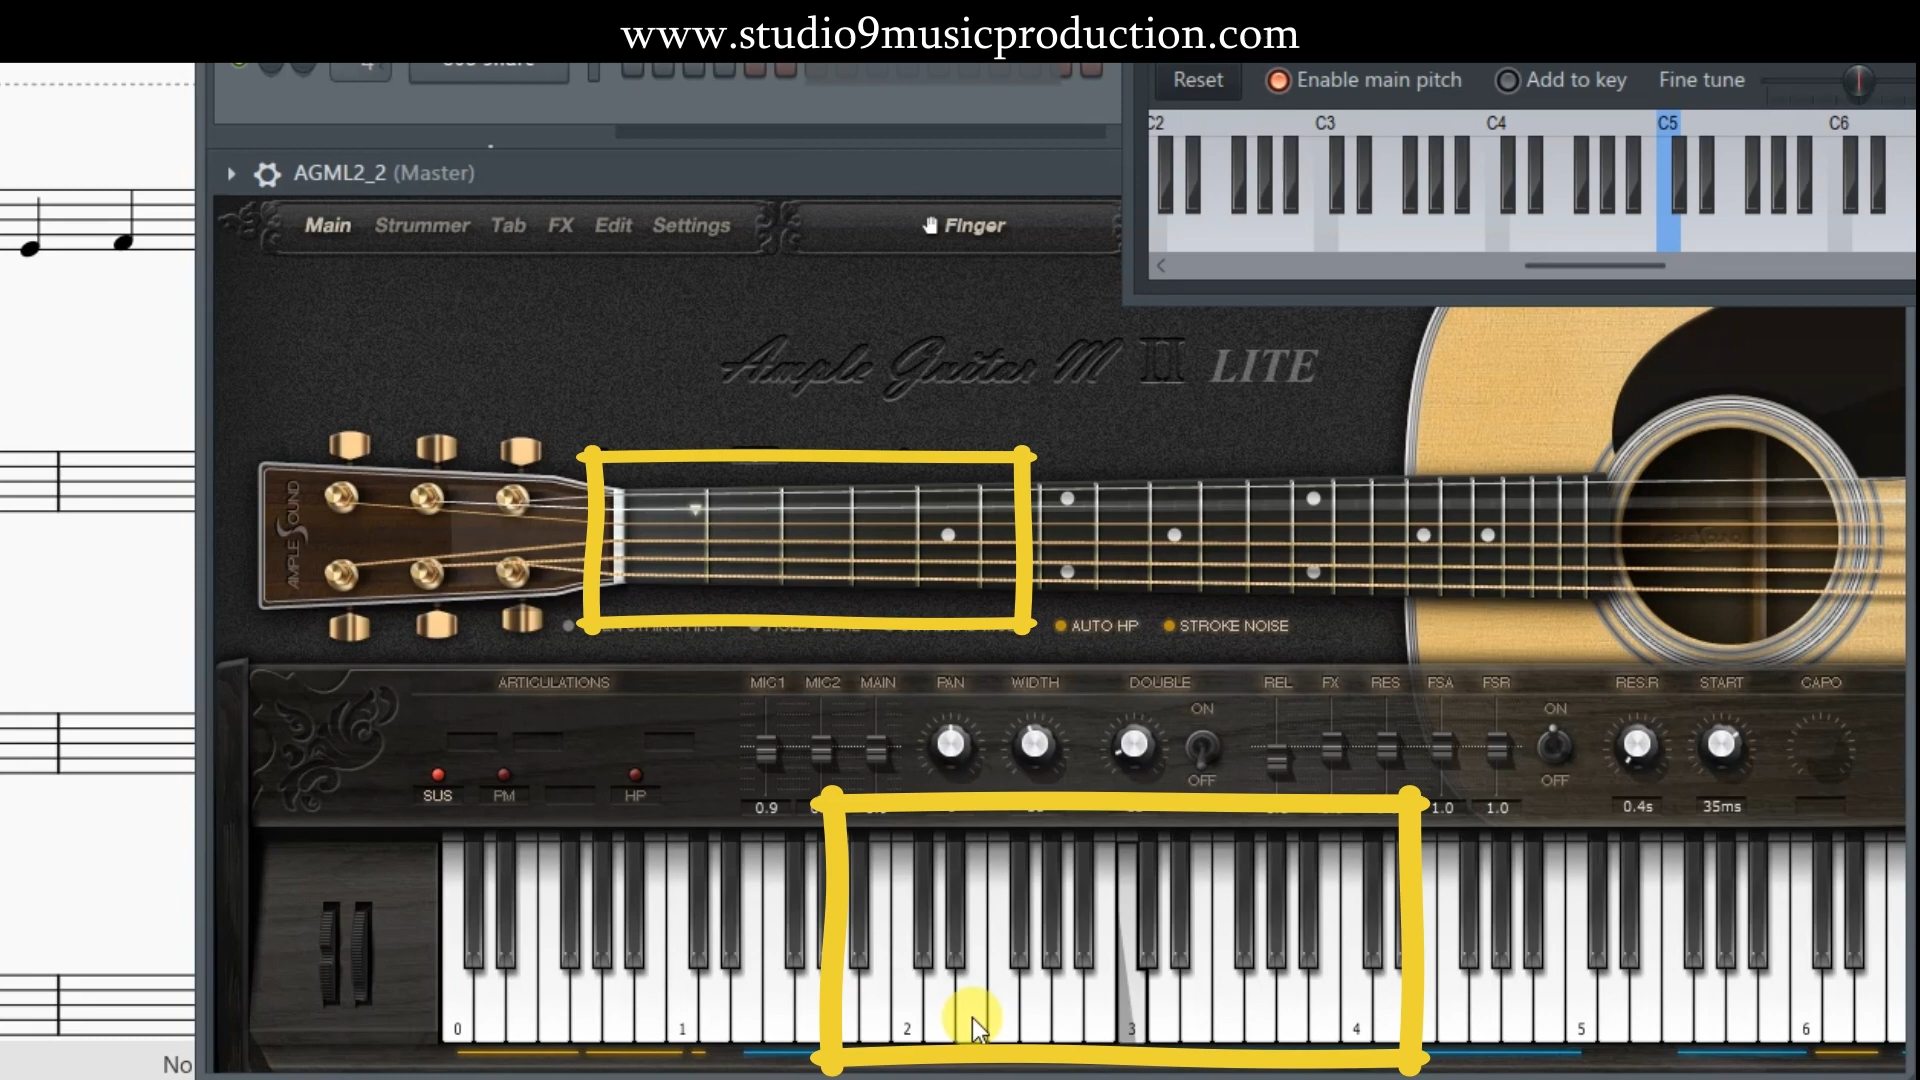 www.studio9musicproduction.com
Reset Enable main pitch Add to key Fine tune
C2 C3 C4 C5 C6
AGML2_2 (Master)
Main Strummer Tab FX Edit Settings
Finger
Ample Guitar M II LITE
AMPLE SOUND
AUTO HP STROKE NOISE
ARTICULATIONS MIC1 MIC2 MAIN PAN WIDTH DOUBLE REL FX RES FSA FSR RES.R START CAPO
ON ON
OFF OFF
SUS PM HP
0.9 1.0 1.0 0.4s 35ms
0 1 2 3 4 5 6
No